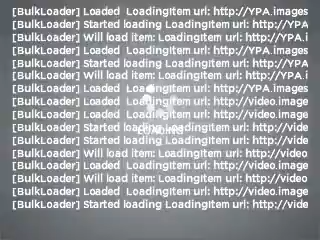 [BulkLoader] Loaded LoadingItem url: http://YPA.images
[BulkLoader] Started loading LoadingItem url: http://YPA
[BulkLoader] Will load item: LoadingItem url: http://YPA.i
[BulkLoader] Started loading LoadingItem url: http://YPA
[BulkLoader] Loaded LoadingItem url: http://YPA.images
[BulkLoader] Will load item: LoadingItem url: http://YPA.i
[BulkLoader] Loaded LoadingItem url: http://YPA.images
[BulkLoader] Loaded LoadingItem url: http://video.image
[BulkLoader] Loaded LoadingItem url: http://video.image
[BulkLoader] Started loading LoadingItem url: http://vide
LOADING
[BulkLoader] Started loading LoadingItem url: http://vide
[BulkLoader] Will load item: LoadingItem url: http://video
[BulkLoader] Loaded LoadingItem url: http://video.image
[BulkLoader] Will load item: LoadingItem url: http://video
[BulkLoader] Loaded LoadingItem url: http://video.image
[BulkLoader] Started loading LoadingItem url: http://vide